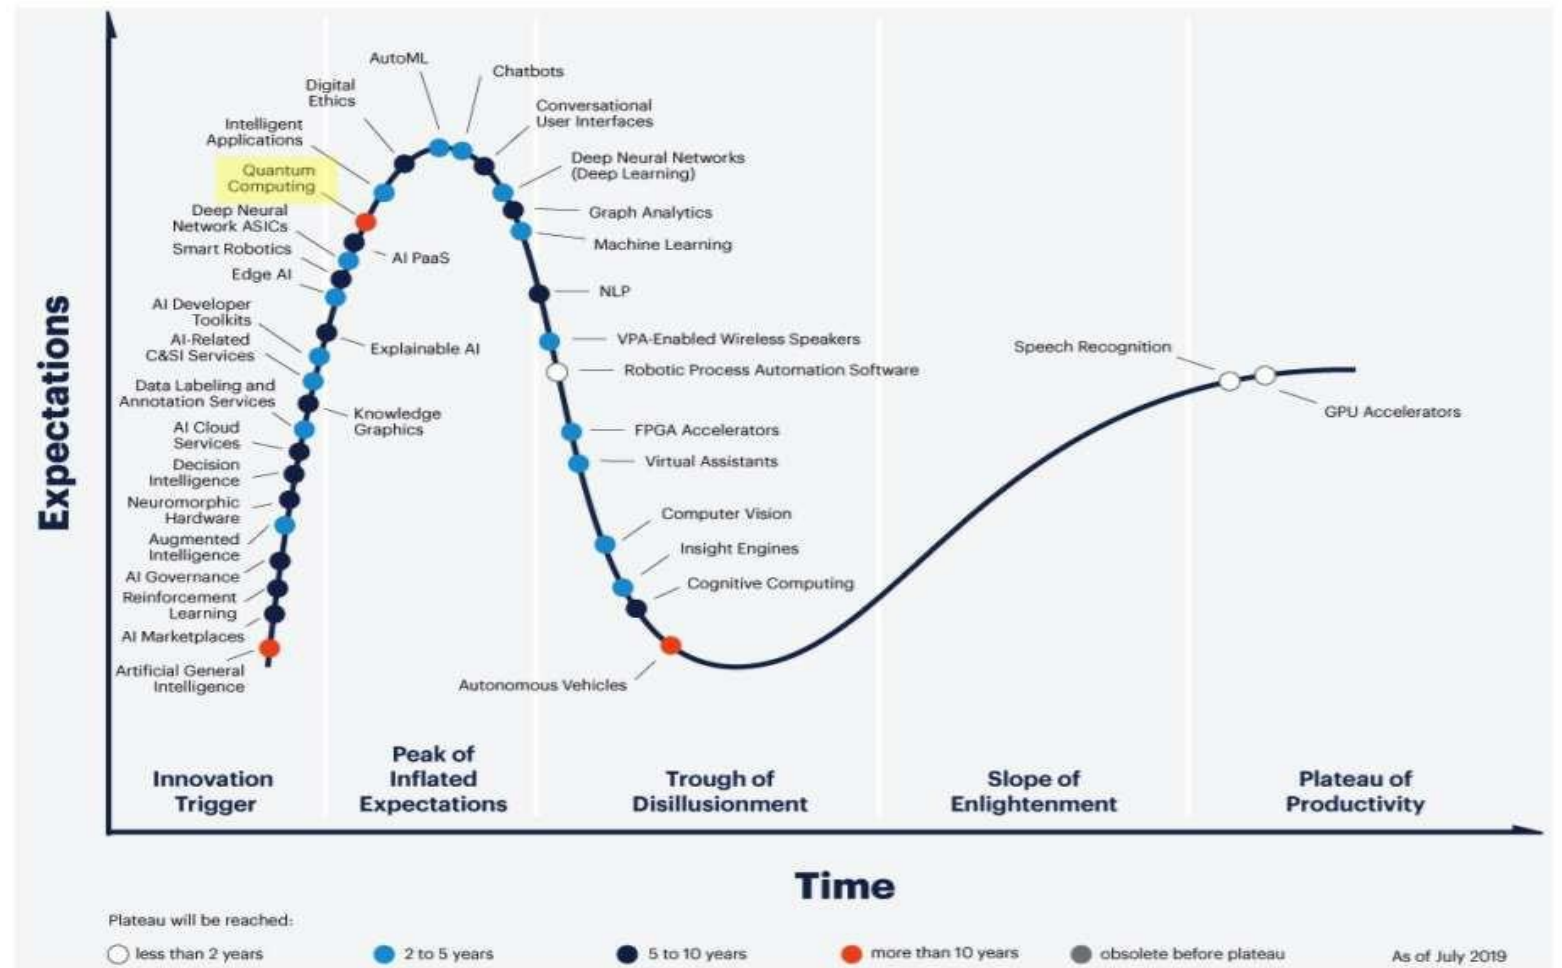 AutoML
Chatbots
Digital
Ethics
Conversational
User Interfaces
Intelligent
Applications
Deep Neural Networks
(Deep Learning)
Quantum
Computing
Graph Analytics
Deep Neural
Network ASICs
Machine Learning
Smart Robotics
AI PaaS
Edge AI
NLP
AI Developer
Toolkits
VPA-Enabled Wireless Speakers
AI-Related
C&SI Services
Explainable AI
Speech Recognition
Robotic Process Automation Software
Data Labeling and
Annotation Services
Knowledge
Graphics
GPU Accelerators
AI Cloud
Services
FPGA Accelerators
Decision
Intelligence
Virtual Assistants
Neuromorphic
Hardware
Computer Vision
Augmented
Intelligence
Insight Engines
AI Governance
Cognitive Computing
Reinforcement
Learning
AI Marketplaces
Artificial General
Intelligence
Autonomous Vehicles
Expectations
Innovation
Trigger
Peak of
Inflated
Expectations
Trough of
Disillusionment
Slope of
Enlightenment
Plateau of
Productivity
Time
Plateau will be reached:
less than 2 years
2 to 5 years
5 to 10 years
more than 10 years
obsolete before plateau
As of July 2019